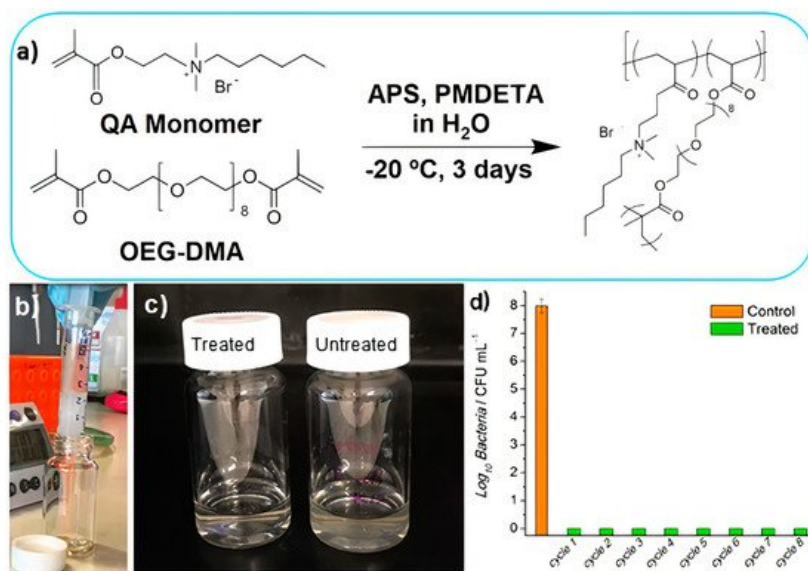 a)
O
O
N
+
Br⁻
QA Monomer
O
O
O
8
O
O
OEG-DMA
APS, PMDETA
in H₂O
-20 ºC, 3 days
O
O
O
8
Br⁻
N
+
O
O
O
b)
c)
Treated
Untreated
d)
Control
Treated
Log₁₀ Bacteria / CFU mL⁻¹
8
7
6
5
4
3
2
1
0
cycle 1
cycle 2
cycle 3
cycle 4
cycle 5
cycle 6
cycle 7
cycle 8